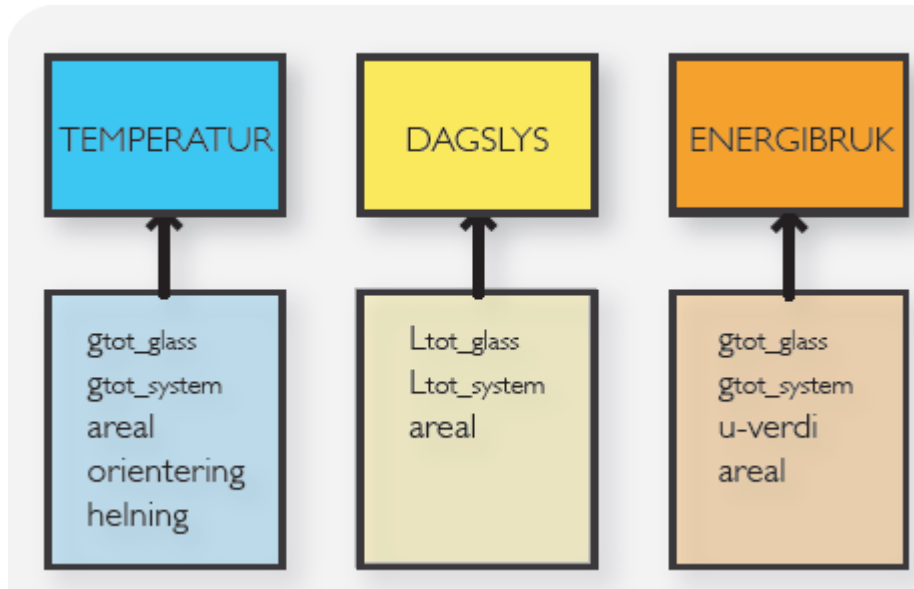 TEMPERATUR
DAGSLYS
ENERGIBRUK
gtot_glass
gtot_system
areal
orientering
helning
Ltot_glass
Ltot_system
areal
gtot_glass
gtot_system
u-verdi
areal